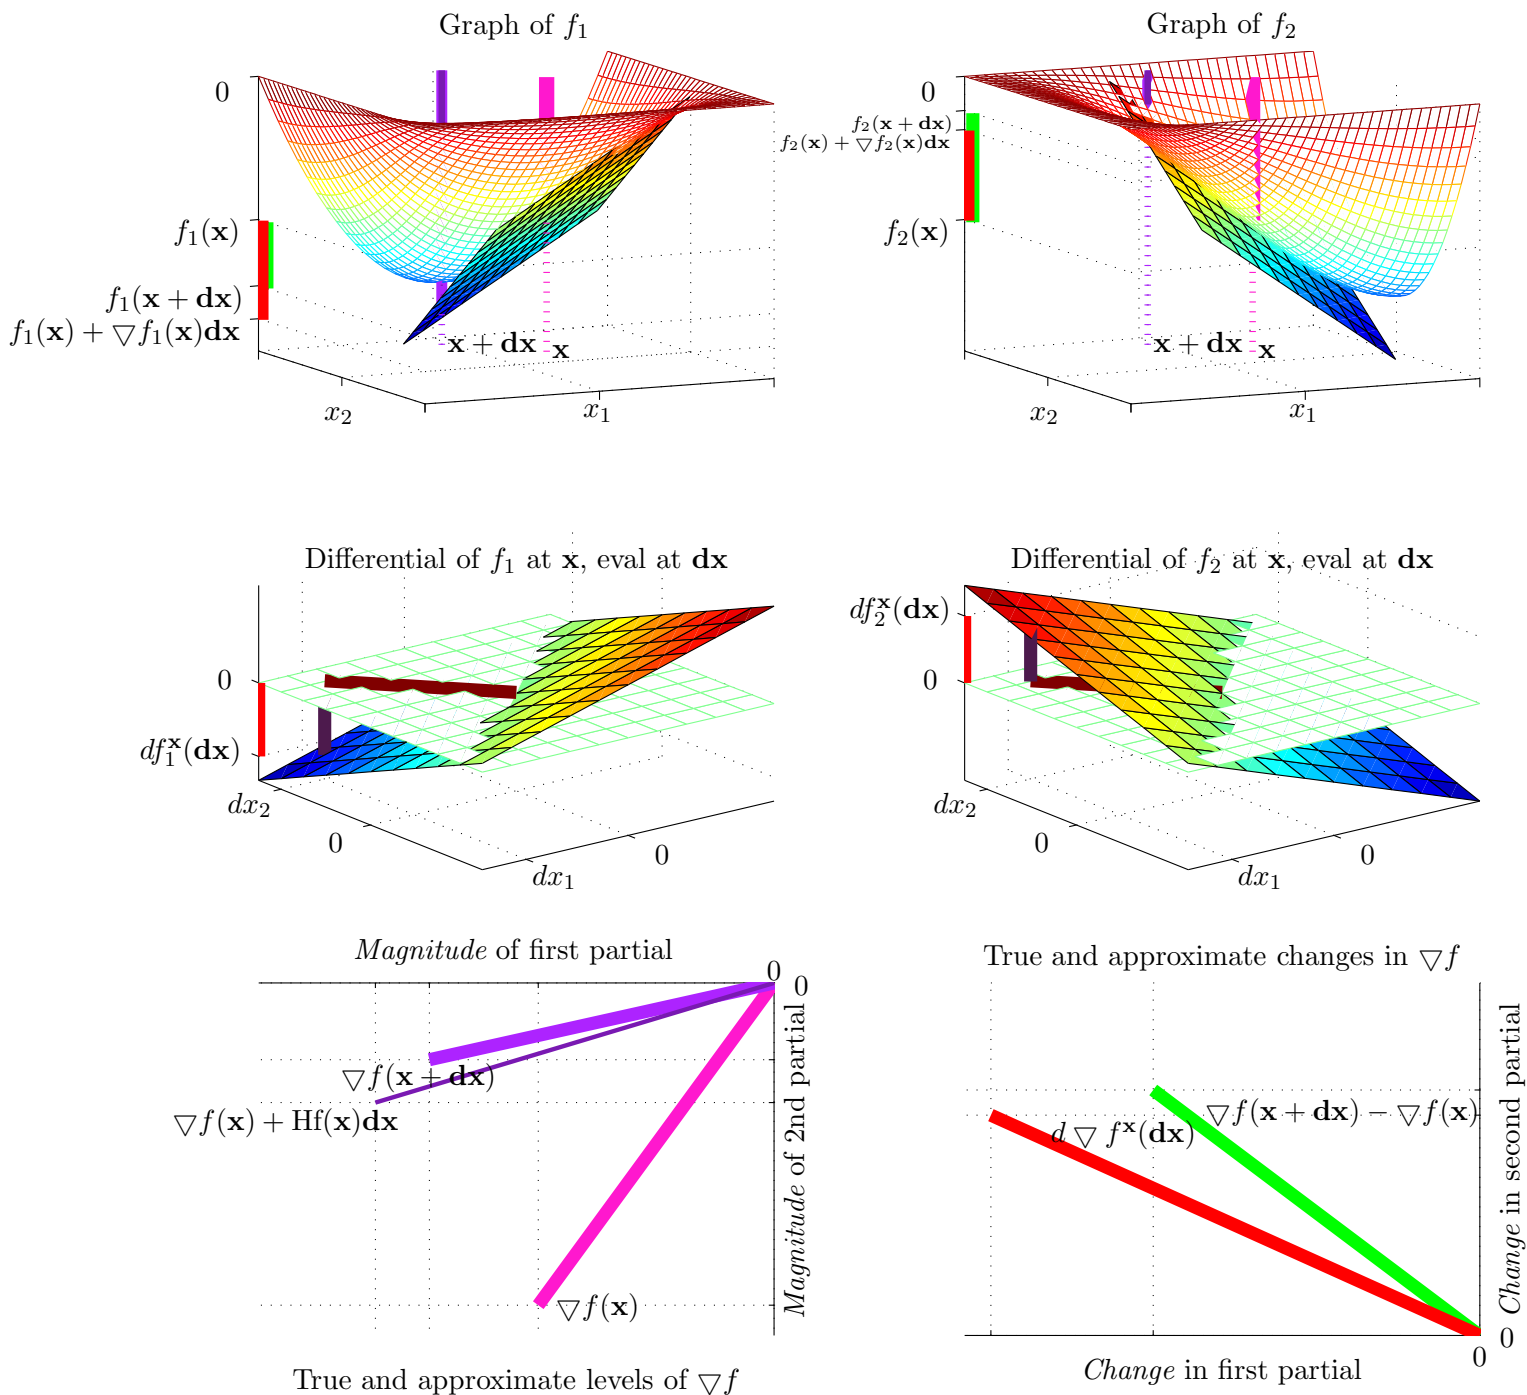 Graph of f₁
0
f₁(x)
f₁(x + dx)
f₁(x) + ▽f₁(x)dx
x + dx
x
x₂
x₁
Graph of f₂
0
f₂(x + dx)
f₂(x) + ▽f₂(x)dx
f₂(x)
x + dx
x
x₂
x₁
Differential of f₁ at x, eval at dx
0
df₁ˣ(dx)
dx₂
0
dx₁
0
Differential of f₂ at x, eval at dx
df₂ˣ(dx)
0
dx₂
0
dx₁
0
Magnitude of first partial
0
0
▽f(x + dx)
▽f(x) + Hf(x)dx
▽f(x)
Magnitude of 2nd partial
True and approximate levels of ▽f
True and approximate changes in ▽f
▽f(x + dx) − ▽f(x)
d ▽ fˣ(dx)
Change in second partial
0
0
Change in first partial